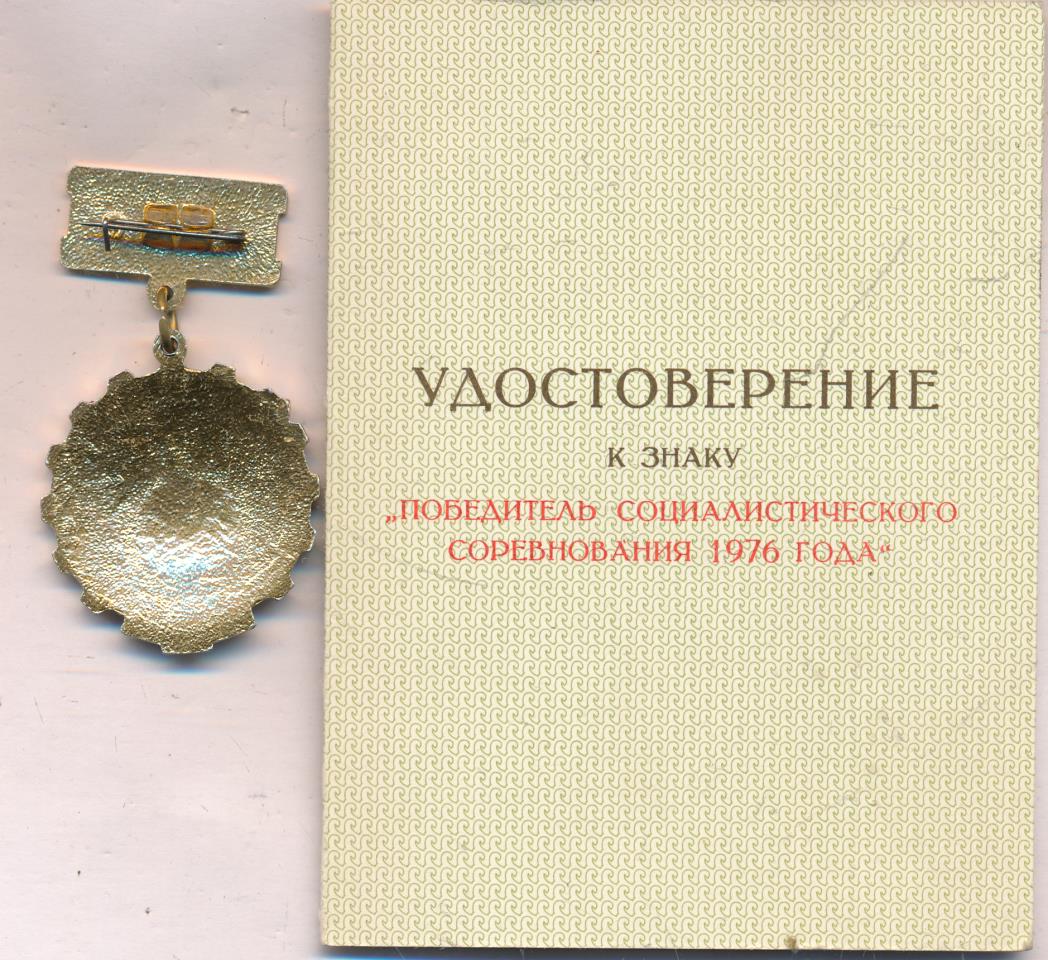 УДОСТОВЕРЕНИЕ
К ЗНАКУ
„ПОБЕДИТЕЛЬ СОЦИАЛИСТИЧЕСКОГО
СОРЕВНОВАНИЯ 1976 ГОДА“